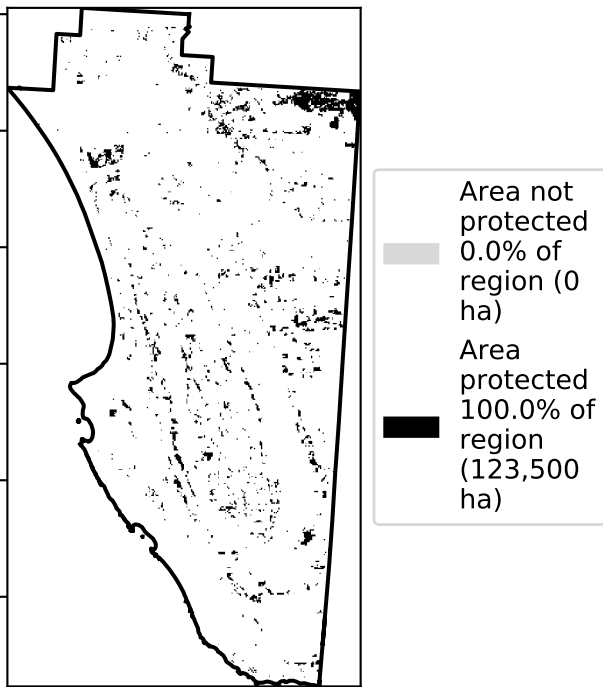 Area not
protected
0.0% of
region (0
ha)
Area
protected
100.0% of
region
(123,500
ha)